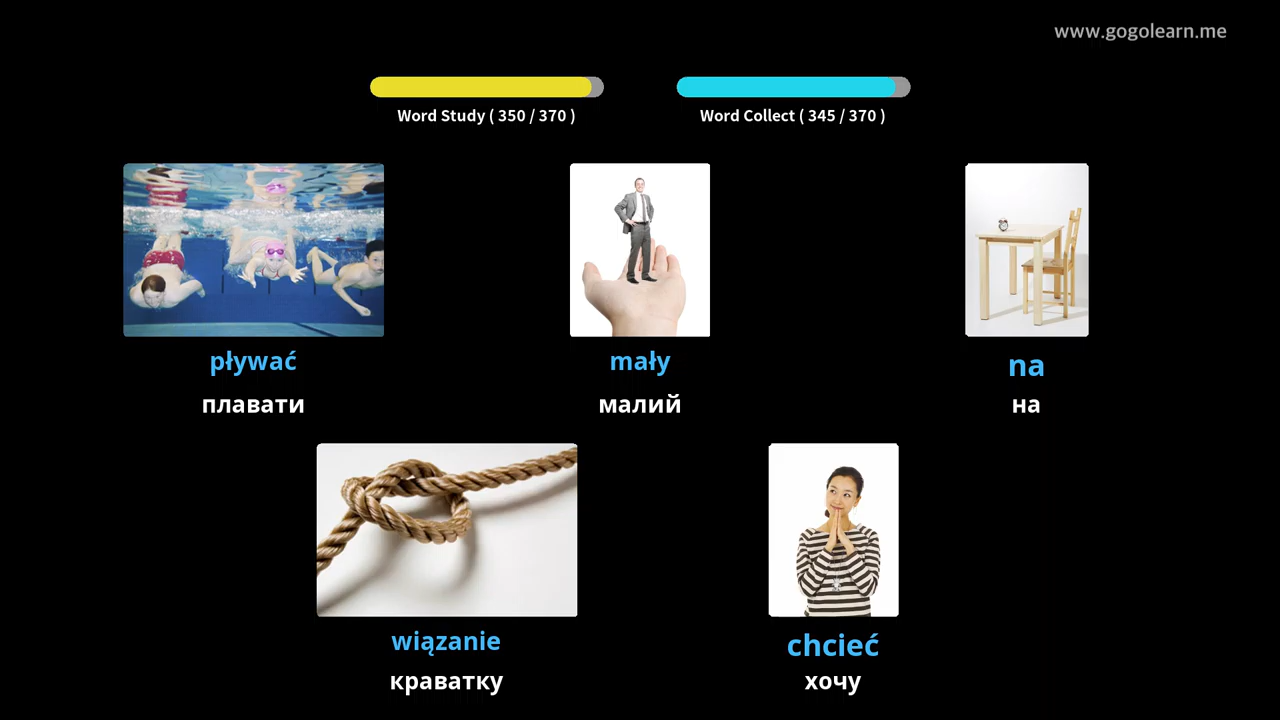 www.gogolearn.me
Word Study ( 350 / 370 )
Word Collect ( 345 / 370 )
pływać
mały
na
плавати
малий
на
wiązanie
chcieć
краватку
хочу